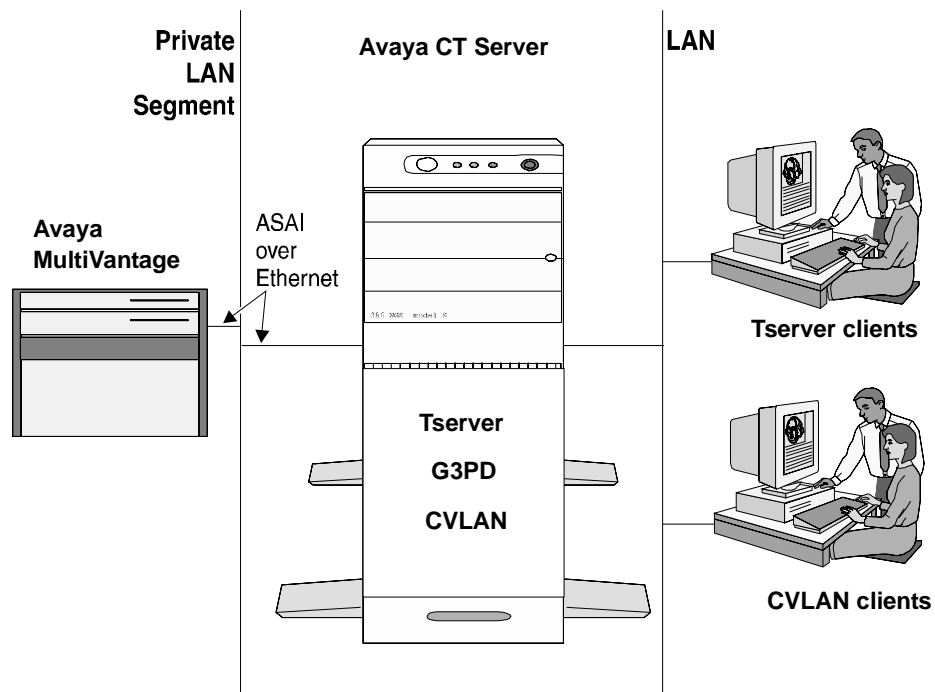 Private
LAN
Segment
Avaya CT Server
LAN
Avaya
MultiVantage
ASAI
over
Ethernet
Tserver
G3PD
CVLAN
Tserver clients
CVLAN clients